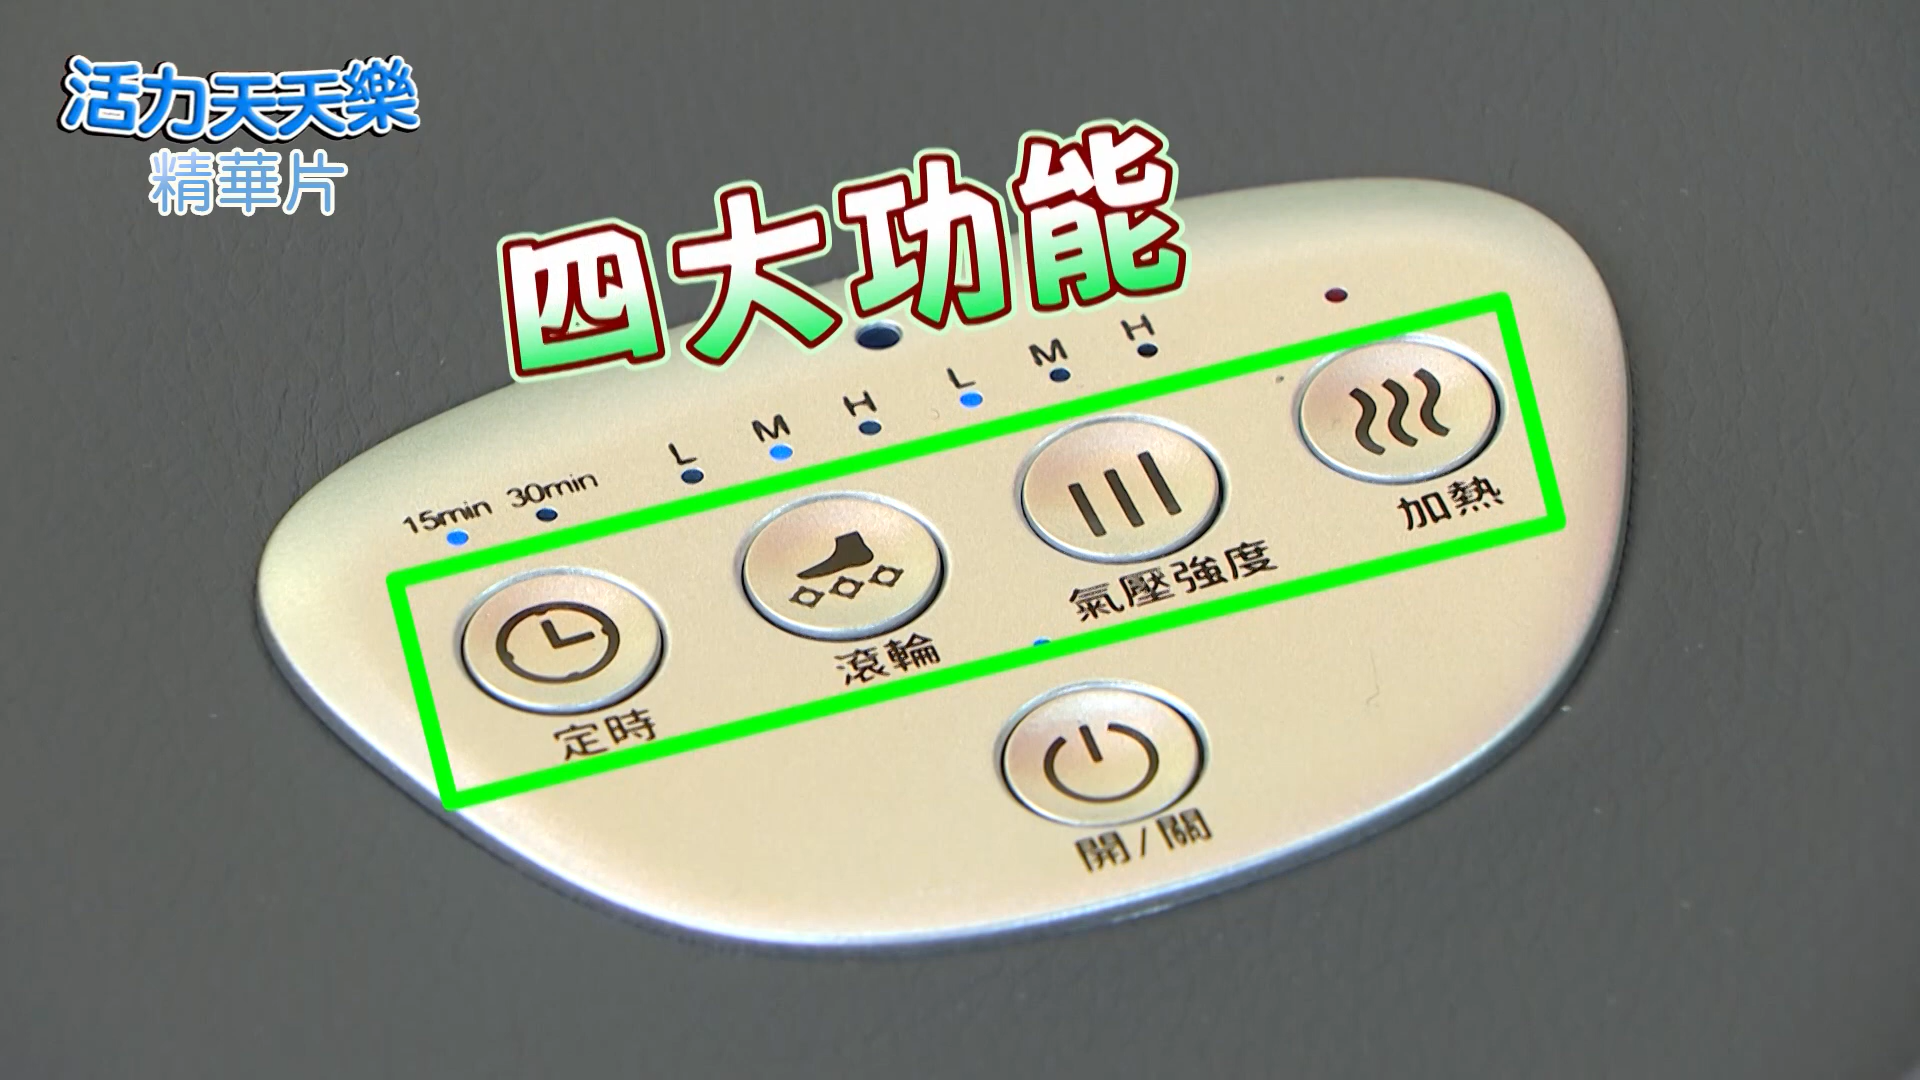 活力天天樂
精華片
四大功能
15min 30min
L M H
L M H
定時
滾輪
氣壓強度
加熱
開/關